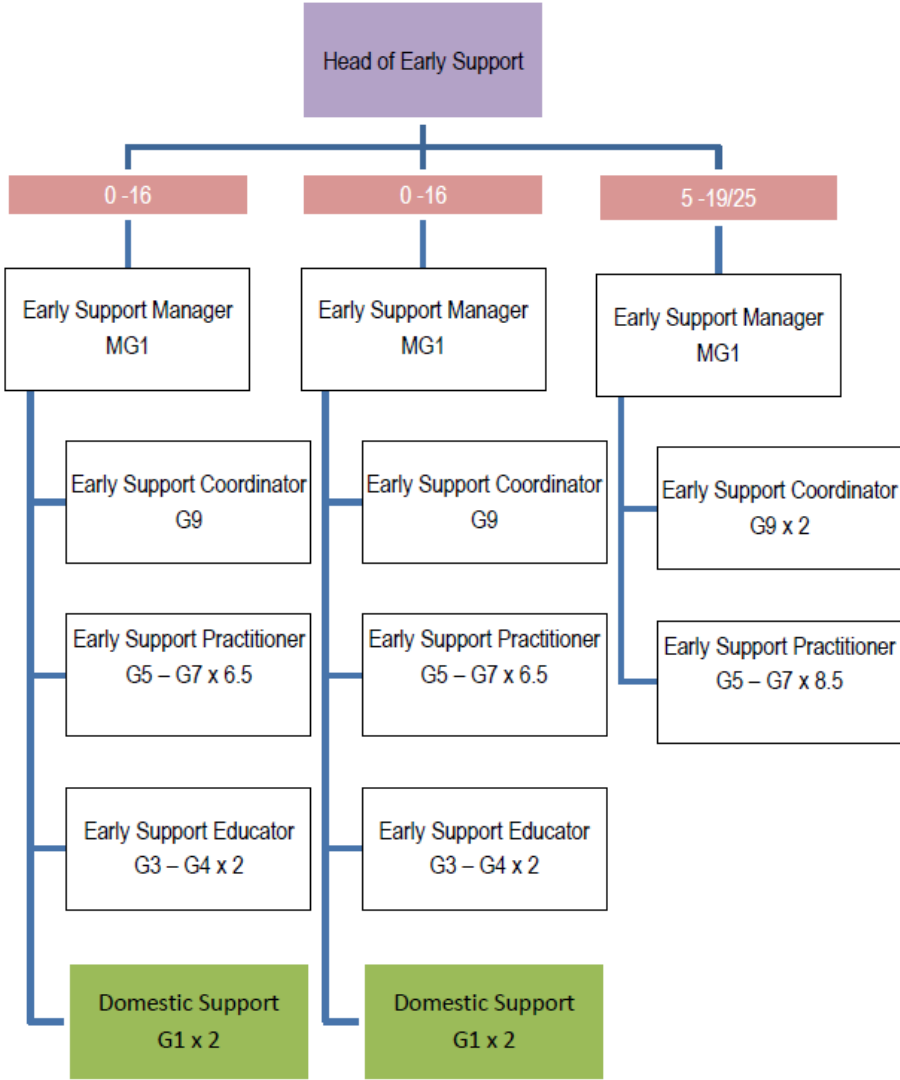 Head of Early Support
0 -16
0 -16
5 -19/25
Early Support Manager
MG1
Early Support Manager
MG1
Early Support Manager
MG1
Early Support Coordinator
G9
Early Support Coordinator
G9
Early Support Coordinator
G9 x 2
Early Support Practitioner
G5 – G7 x 6.5
Early Support Practitioner
G5 – G7 x 6.5
Early Support Practitioner
G5 – G7 x 8.5
Early Support Educator
G3 – G4 x 2
Early Support Educator
G3 – G4 x 2
Domestic Support
G1 x 2
Domestic Support
G1 x 2